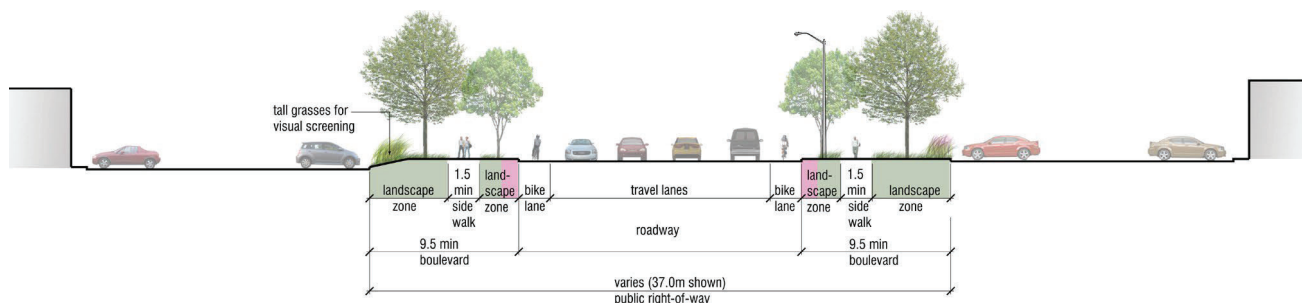 tall grasses for
visual screening
landscape
zone
1.5
min
side
walk
land-
scape
zone
bike
lane
travel lanes
bike
lane
land-
scape
zone
1.5
min
side
walk
landscape
zone
9.5 min
boulevard
roadway
9.5 min
boulevard
varies (37.0m shown)
public right-of-way